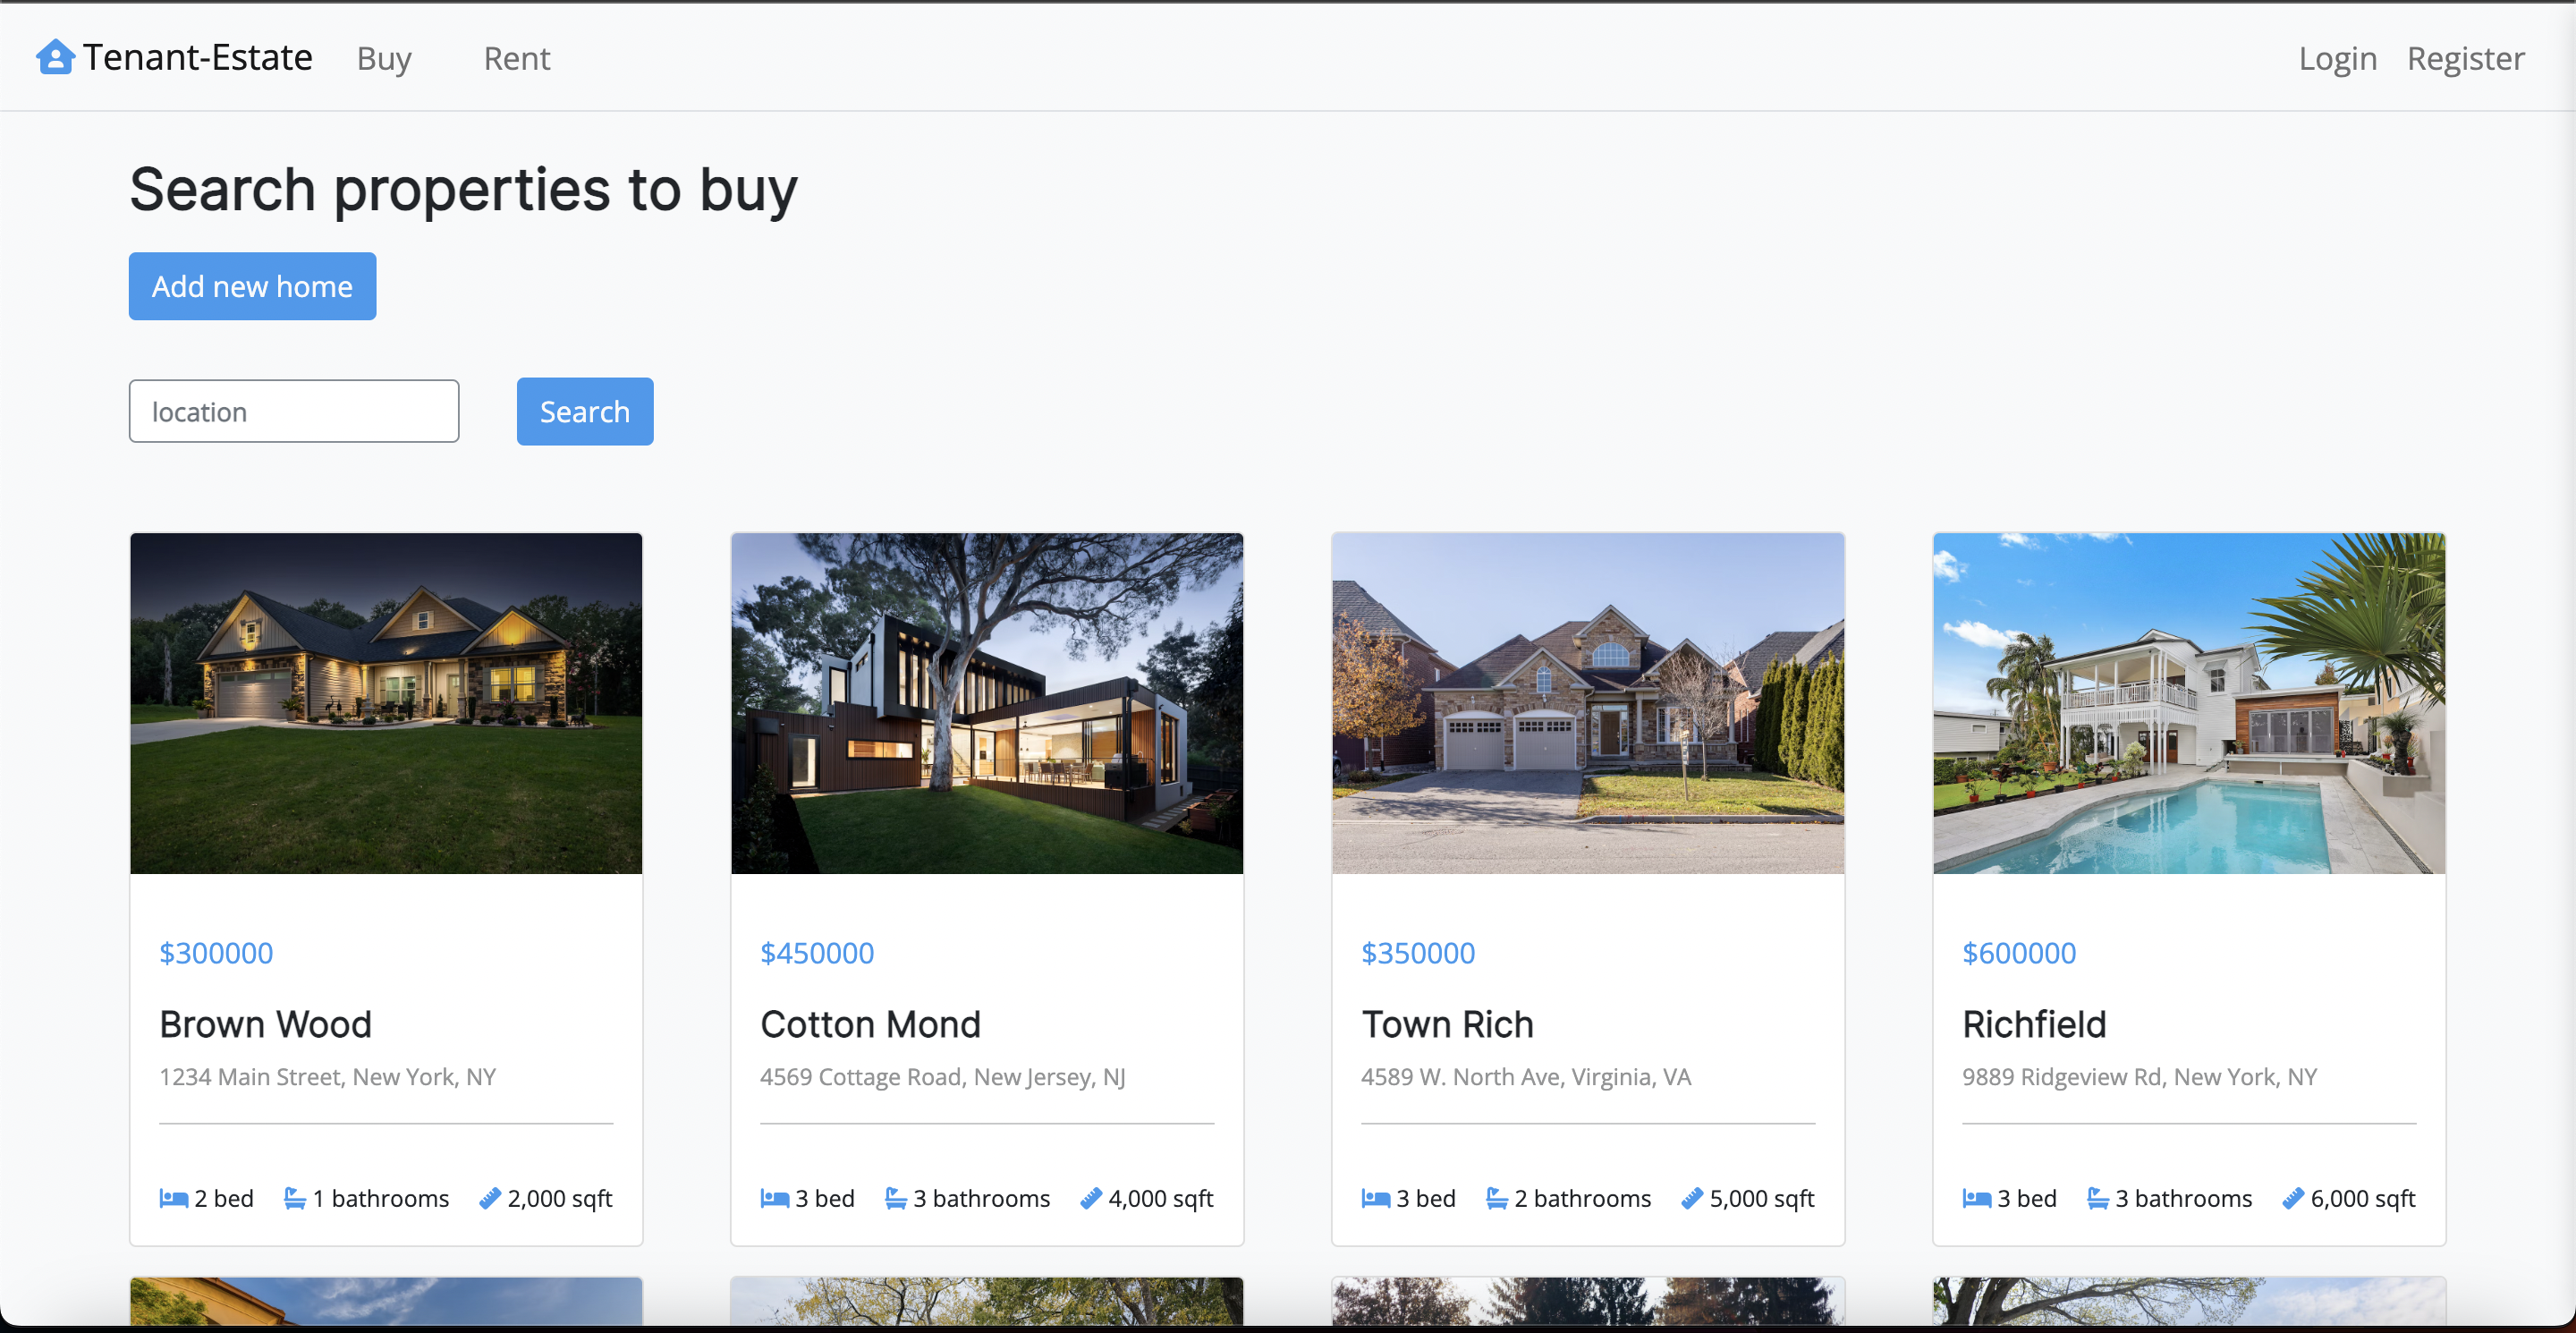 Tenant-Estate Buy Rent Login Register
Search properties to buy
Add new home
location Search
$300000
Brown Wood
1234 Main Street, New York, NY
2 bed 1 bathrooms 2,000 sqft
$450000
Cotton Mond
4569 Cottage Road, New Jersey, NJ
3 bed 3 bathrooms 4,000 sqft
$350000
Town Rich
4589 W. North Ave, Virginia, VA
3 bed 2 bathrooms 5,000 sqft
$600000
Richfield
9889 Ridgeview Rd, New York, NY
3 bed 3 bathrooms 6,000 sqft